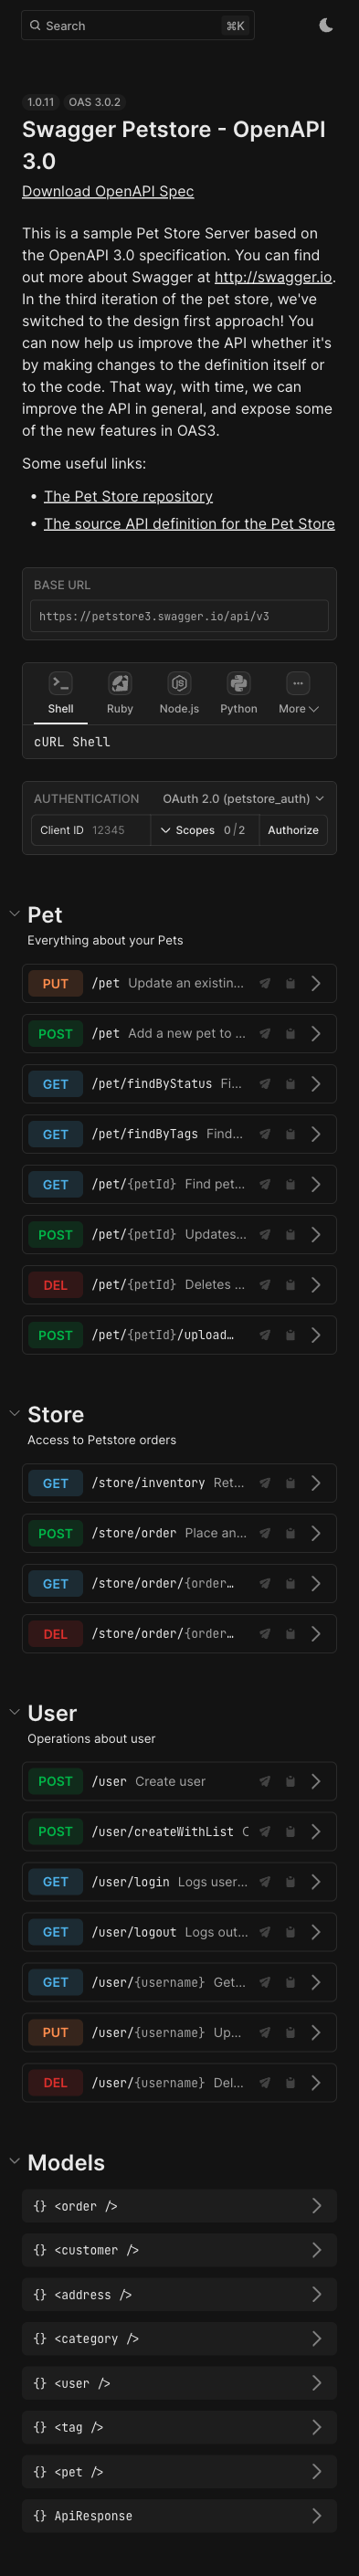 Search ⌘K
1.0.11 OAS 3.0.2
Swagger Petstore - OpenAPI
3.0
Download OpenAPI Spec
This is a sample Pet Store Server based on
the OpenAPI 3.0 specification. You can find
out more about Swagger at http://swagger.io.
In the third iteration of the pet store, we've
switched to the design first approach! You
can now help us improve the API whether it's
by making changes to the definition itself or
to the code. That way, with time, we can
improve the API in general, and expose some
of the new features in OAS3.
Some useful links:
• The Pet Store repository
• The source API definition for the Pet Store
BASE URL
https://petstore3.swagger.io/api/v3
Shell Ruby Node.js Python More
cURL Shell
AUTHENTICATION OAuth 2.0 (petstore_auth)
Client ID 12345 Scopes 0/2 Authorize
Pet
Everything about your Pets
PUT /pet Update an existin...
POST /pet Add a new pet to ...
GET /pet/findByStatus Fi...
GET /pet/findByTags Find...
GET /pet/{petId} Find pet...
POST /pet/{petId} Updates...
DEL /pet/{petId} Deletes ...
POST /pet/{petId}/upload…
Store
Access to Petstore orders
GET /store/inventory Ret...
POST /store/order Place an...
GET /store/order/{order…
DEL /store/order/{order…
User
Operations about user
POST /user Create user
POST /user/createWithList C
GET /user/login Logs user...
GET /user/logout Logs out...
GET /user/{username} Get...
PUT /user/{username} Up...
DEL /user/{username} Del...
Models
{} <order />
{} <customer />
{} <address />
{} <category />
{} <user />
{} <tag />
{} <pet />
{} ApiResponse